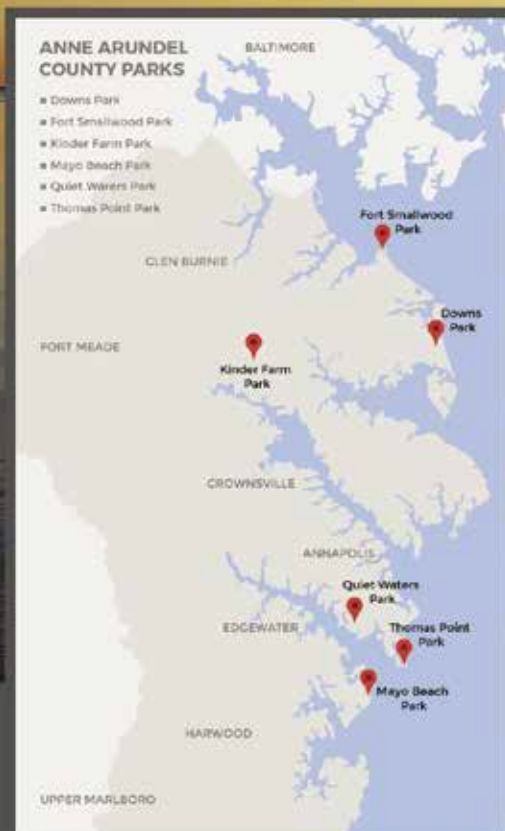 ANNE ARUNDEL
COUNTY PARKS
Downs Park
Fort Smallwood Park
Kinder Farm Park
Mayo Beach Park
Quiet Waters Park
Thomas Point Park
BALTIMORE
Fort Smallwood
Park
GLEN BURNIE
Downs
Park
FORT MEADE
Kinder Farm
Park
CROWNSVILLE
ANNAPOLIS
Quiet Waters
Park
EDGEWATER
Thomas Point
Park
Mayo Beach
Park
HARWOOD
UPPER MARLBORO